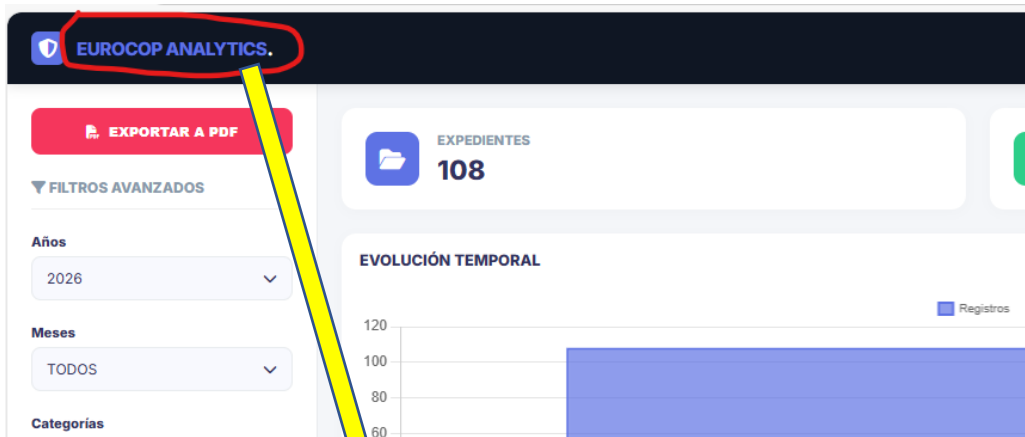 EUROCOP ANALYTICS.
EXPORTAR A PDF
FILTROS AVANZADOS
Años
2026
Meses
TODOS
Categorías
EXPEDIENTES
108
EVOLUCIÓN TEMPORAL
Registros
120
100
80
60